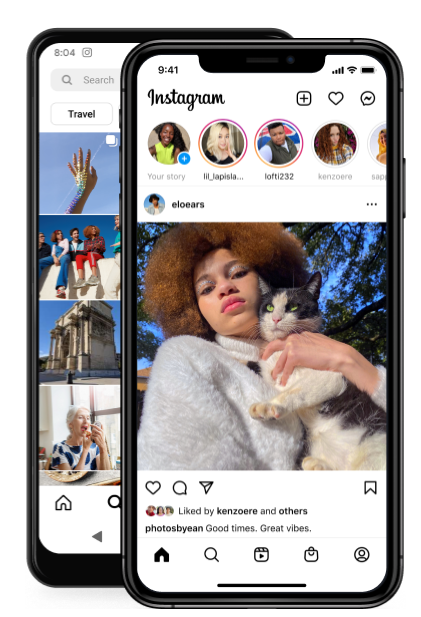 8:04
Search
Travel
9:41
Instagram
Your story
lil_lapisla...
lofti232
kenzoere
sapp
eloears
Liked by kenzoere and others
photosbyean Good times. Great vibes.